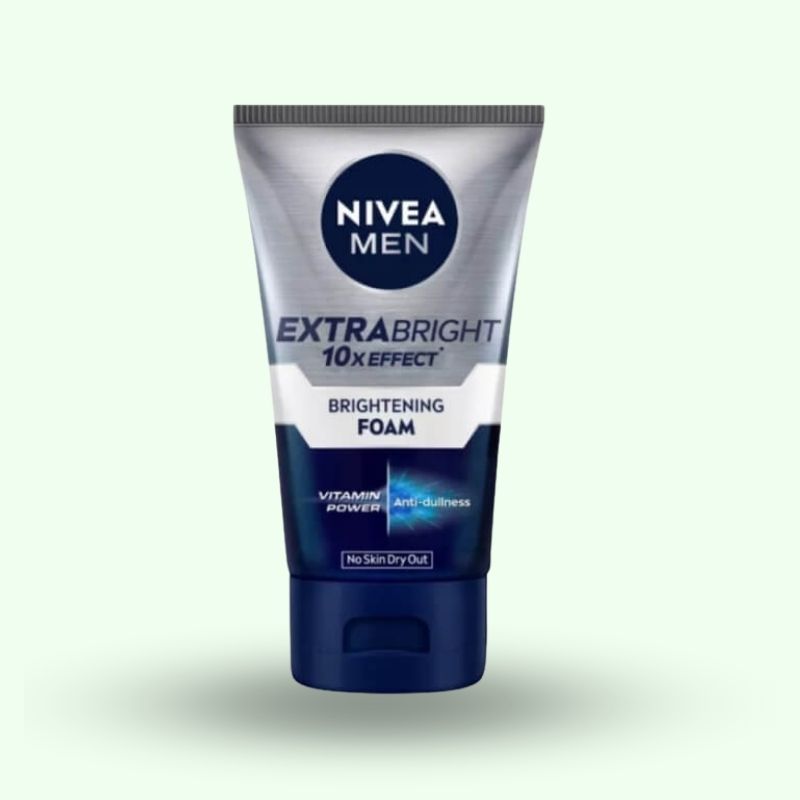 NIVEA
MEN
EXTRABRIGHT
10X EFFECT*
BRIGHTENING
FOAM
VITAMIN
POWER
Anti-dullness
No Skin Dry Out